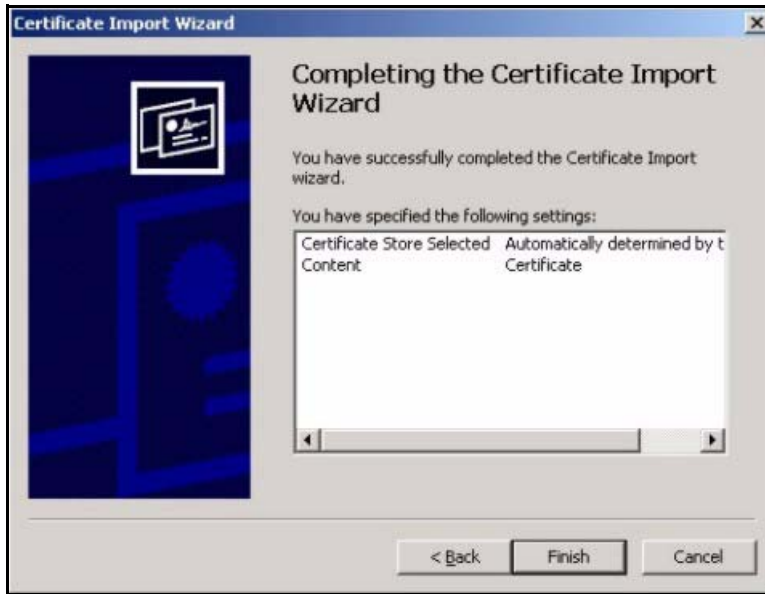 Certificate Import Wizard
Completing the Certificate Import
Wizard
You have successfully completed the Certificate Import
wizard.
You have specified the following settings:
Certificate Store Selected Automatically determined by t
Content Certificate
< Back Finish Cancel